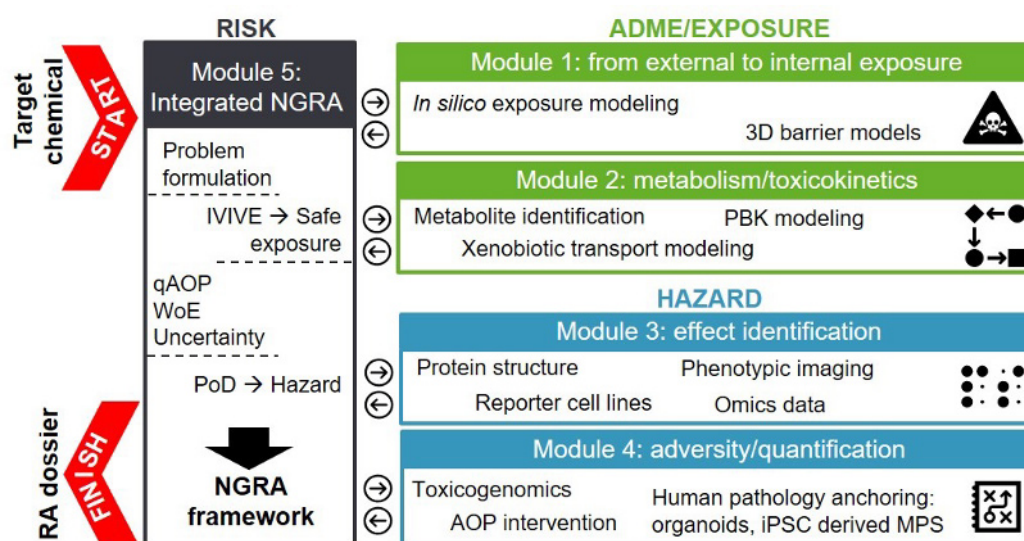 RISK
ADME/EXPOSURE
Target
chemical
START
Module 5:
Integrated NGRA
Problem
formulation
IVIVE → Safe
exposure
qAOP
WoE
Uncertainty
PoD → Hazard
NGRA
framework
RA dossier
FINISH
Module 1: from external to internal exposure
In silico exposure modeling
3D barrier models
Module 2: metabolism/toxicokinetics
Metabolite identification
PBK modeling
Xenobiotic transport modeling
HAZARD
Module 3: effect identification
Protein structure
Phenotypic imaging
Reporter cell lines
Omics data
Module 4: adversity/quantification
Toxicogenomics
AOP intervention
Human pathology anchoring:
organoids, iPSC derived MPS